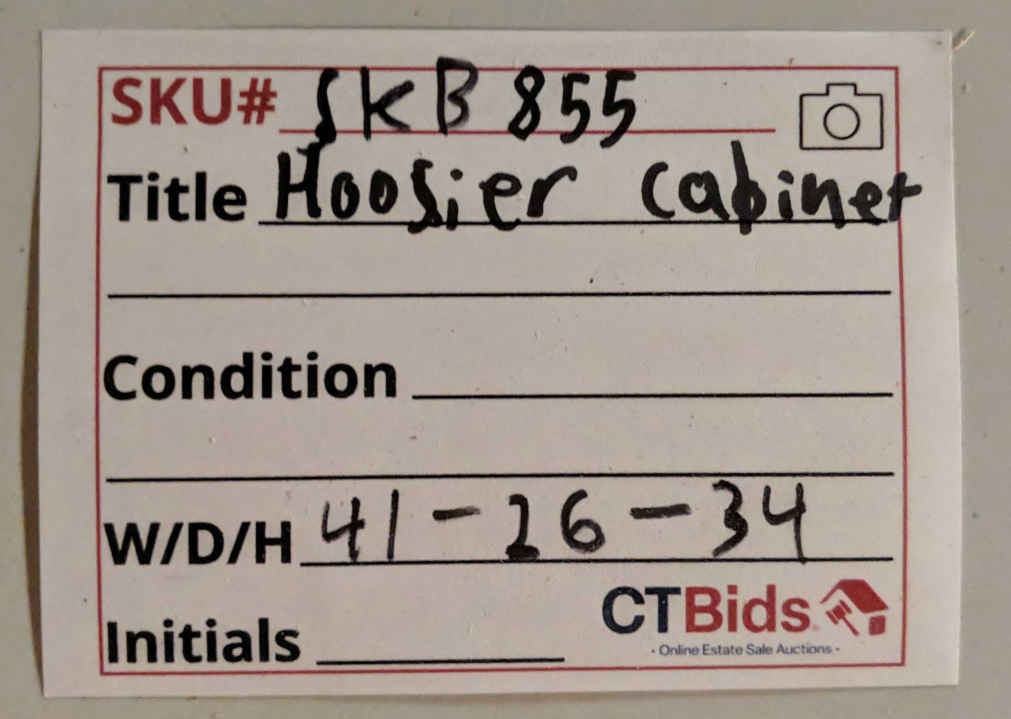 SKU# SKB 855
Title Hoosier cabinet
Condition
W/D/H 41-26-34
Initials
CTBids
- Online Estate Sale Auctions -